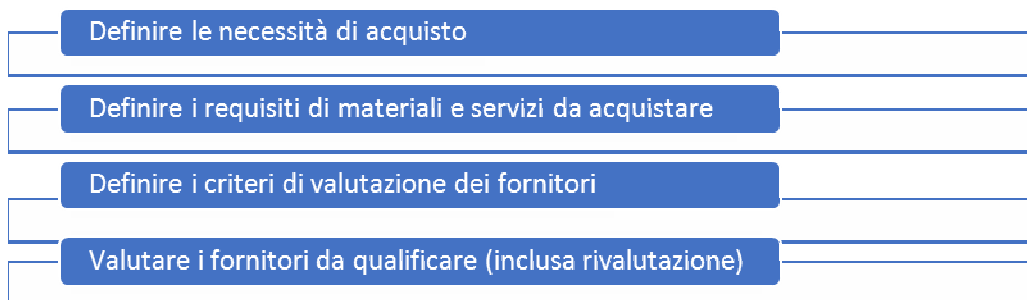 Definire le necessità di acquisto
Definire i requisiti di materiali e servizi da acquistare
Definire i criteri di valutazione dei fornitori
Valutare i fornitori da qualificare (inclusa rivalutazione)